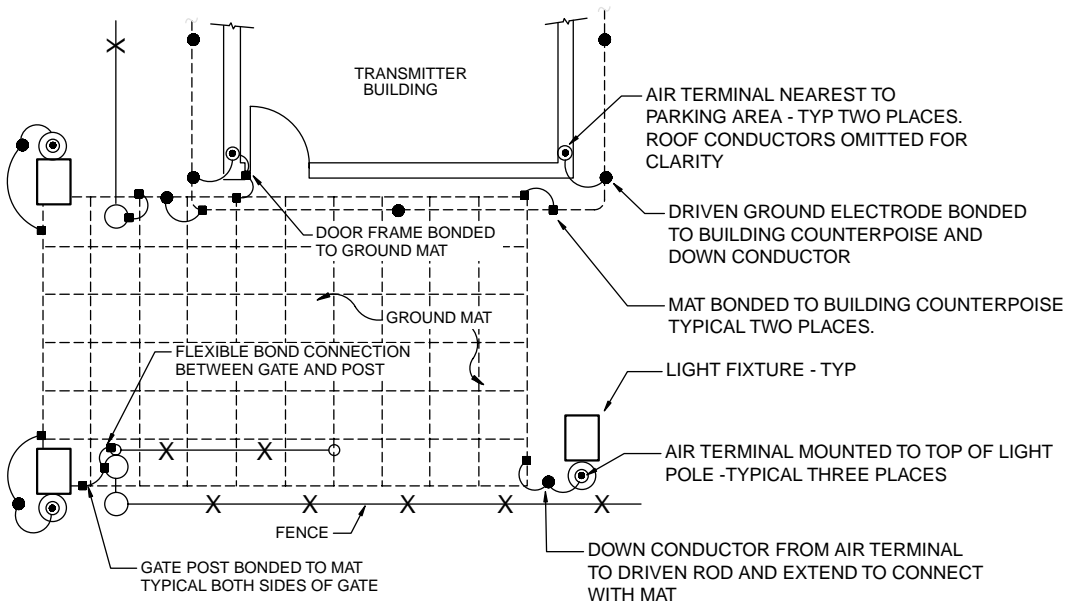 TRANSMITTER
BUILDING
AIR TERMINAL NEAREST TO
PARKING AREA - TYP TWO PLACES.
ROOF CONDUCTORS OMITTED FOR
CLARITY
DRIVEN GROUND ELECTRODE BONDED
TO BUILDING COUNTERPOISE AND
DOWN CONDUCTOR
DOOR FRAME BONDED
TO GROUND MAT
MAT BONDED TO BUILDING COUNTERPOISE
TYPICAL TWO PLACES.
GROUND MAT
FLEXIBLE BOND CONNECTION
BETWEEN GATE AND POST
LIGHT FIXTURE - TYP
AIR TERMINAL MOUNTED TO TOP OF LIGHT
POLE -TYPICAL THREE PLACES
FENCE
DOWN CONDUCTOR FROM AIR TERMINAL
TO DRIVEN ROD AND EXTEND TO CONNECT
WITH MAT
GATE POST BONDED TO MAT
TYPICAL BOTH SIDES OF GATE